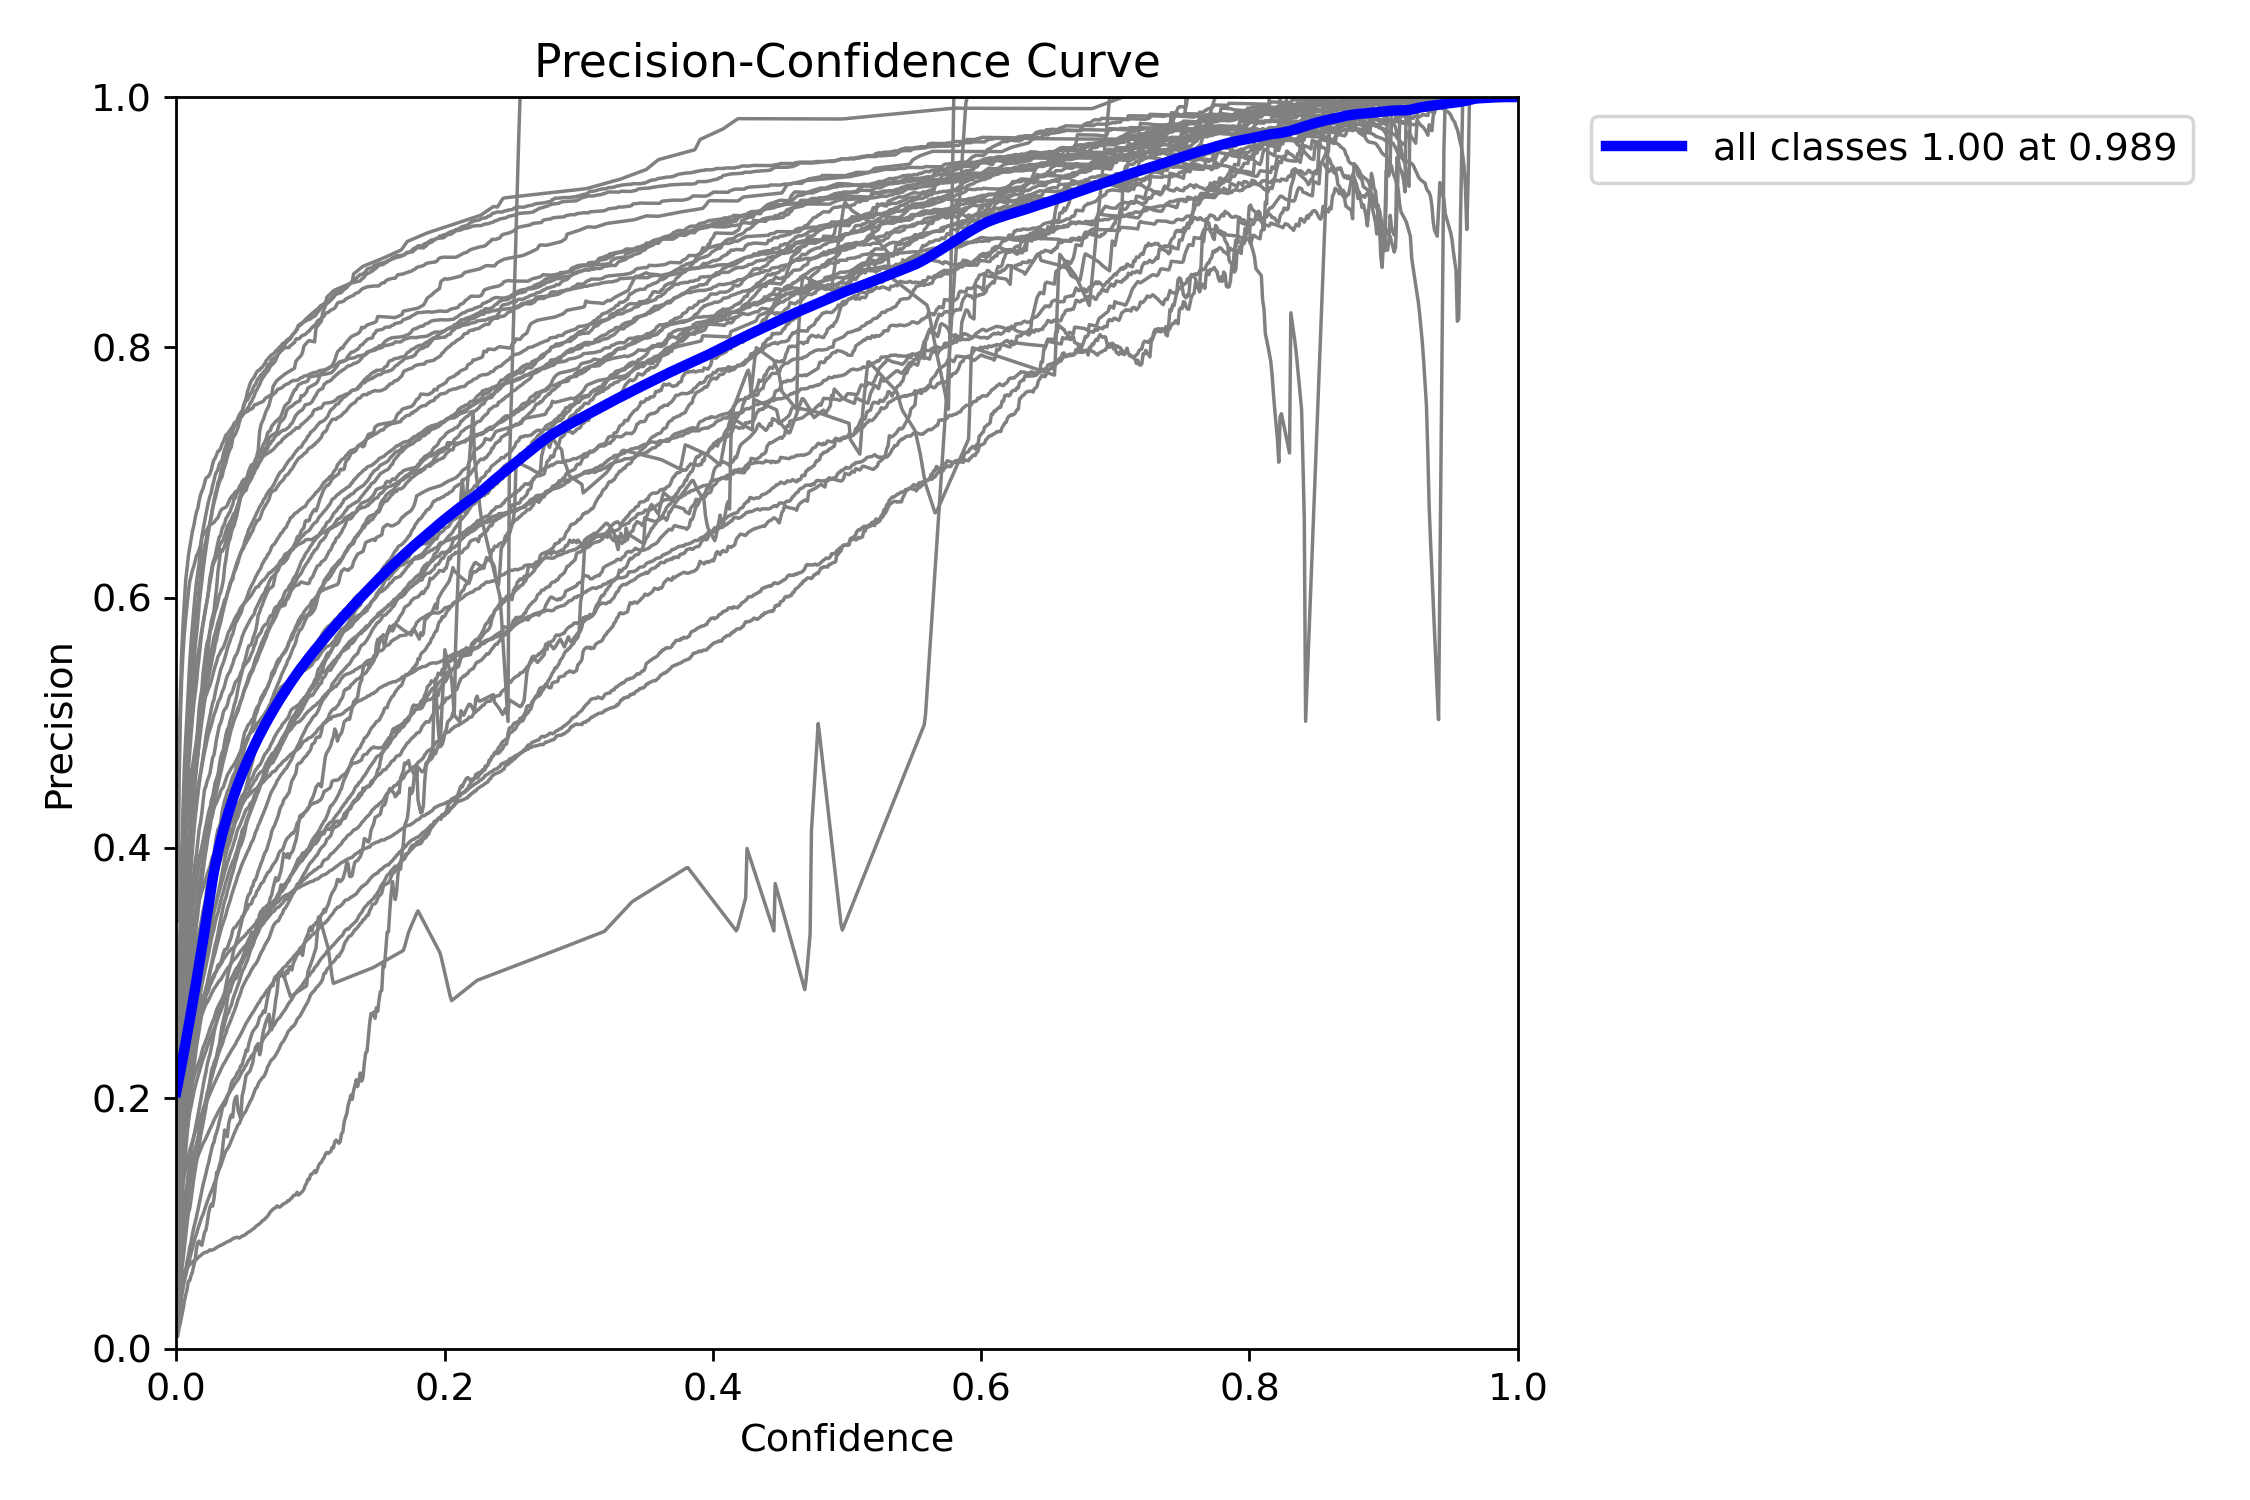 Precision-Confidence Curve
1.0
0.8
0.6
0.4
0.2
0.0
Precision
0.0 0.2 0.4 0.6 0.8 1.0
Confidence
all classes 1.00 at 0.989